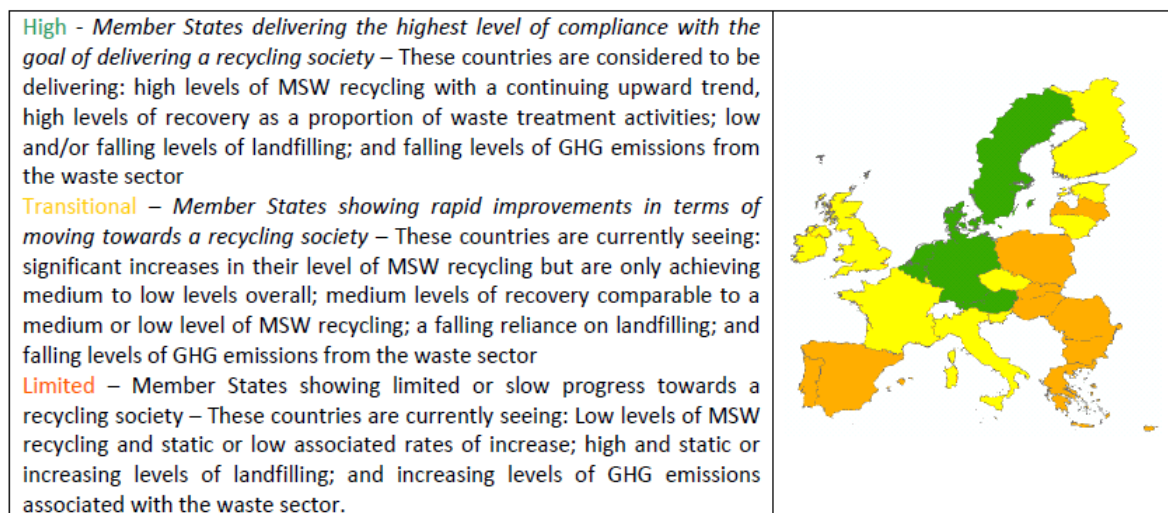 High - Member States delivering the highest level of compliance with the
goal of delivering a recycling society – These countries are considered to be
delivering: high levels of MSW recycling with a continuing upward trend,
high levels of recovery as a proportion of waste treatment activities; low
and/or falling levels of landfilling; and falling levels of GHG emissions from
the waste sector
Transitional – Member States showing rapid improvements in terms of
moving towards a recycling society – These countries are currently seeing:
significant increases in their level of MSW recycling but are only achieving
medium to low levels overall; medium levels of recovery comparable to a
medium or low level of MSW recycling; a falling reliance on landfilling; and
falling levels of GHG emissions from the waste sector
Limited – Member States showing limited or slow progress towards a
recycling society – These countries are currently seeing: Low levels of MSW
recycling and static or low associated rates of increase; high and static or
increasing levels of landfilling; and increasing levels of GHG emissions
associated with the waste sector.